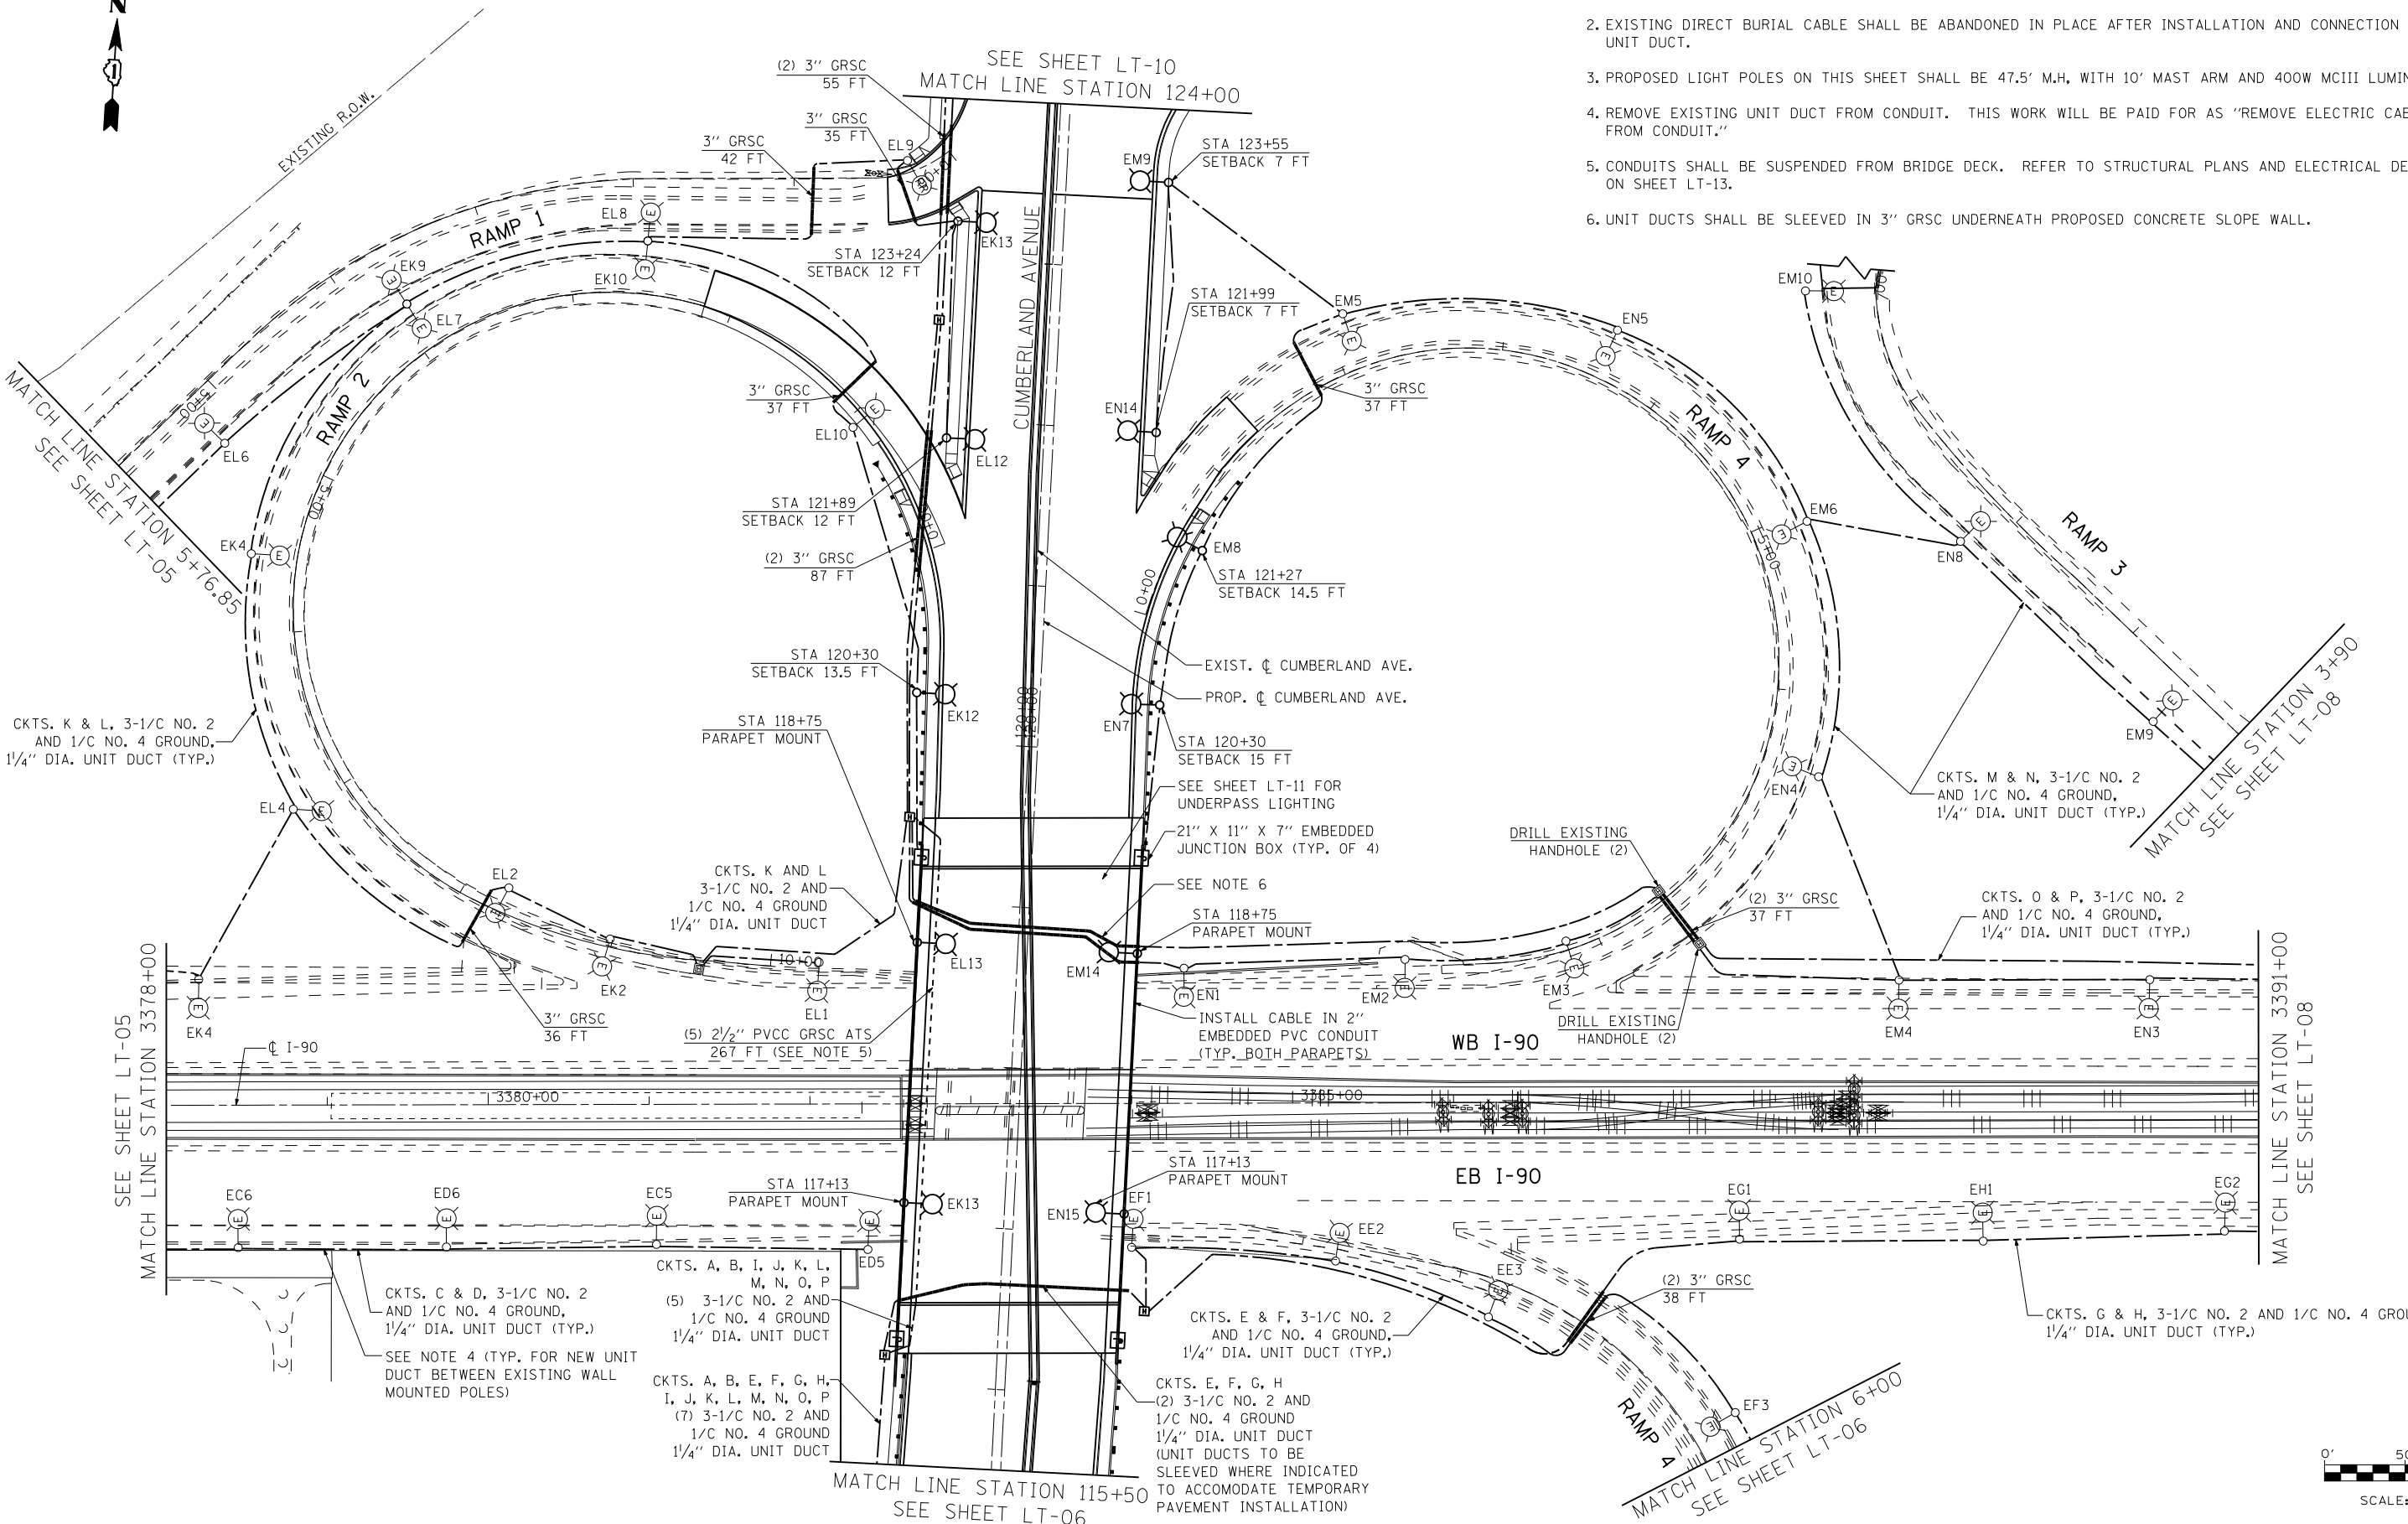 N
1
EXISTING R.O.W.
2. EXISTING DIRECT BURIAL CABLE SHALL BE ABANDONED IN PLACE AFTER INSTALLATION AND CONNECTION
UNIT DUCT.
3. PROPOSED LIGHT POLES ON THIS SHEET SHALL BE 47.5' M.H, WITH 10' MAST ARM AND 400W MCIII LUMIN
4. REMOVE EXISTING UNIT DUCT FROM CONDUIT. THIS WORK WILL BE PAID FOR AS "REMOVE ELECTRIC CAB
FROM CONDUIT."
5. CONDUITS SHALL BE SUSPENDED FROM BRIDGE DECK. REFER TO STRUCTURAL PLANS AND ELECTRICAL DE
ON SHEET LT-13.
6. UNIT DUCTS SHALL BE SLEEVED IN 3'' GRSC UNDERNEATH PROPOSED CONCRETE SLOPE WALL.
SEE SHEET LT-10
MATCH LINE STATION 124+00
(2) 3'' GRSC
55 FT
3'' GRSC
35 FT
3'' GRSC
42 FT
EL9
EM9
STA 123+55
SETBACK 7 FT
EL8
RAMP 1
EK13
STA 123+24
SETBACK 12 FT
EK9
EK10
EL7
CUMBERLAND AVENUE
STA 121+99
SETBACK 7 FT
EM5
EN5
EM10
RAMP 2
5+00
5+00
EL6
MATCH LINE STATION 5+76.85
SEE SHEET LT-05
3'' GRSC
37 FT
EL10
EL12
EN14
3'' GRSC
37 FT
RAMP 4
RAMP 3
STA 121+89
SETBACK 12 FT
(2) 3'' GRSC
87 FT
EK4
EM8
STA 121+27
SETBACK 14.5 FT
0+00
5+00
EM6
EN8
STA 120+30
SETBACK 13.5 FT
EK12
EXIST. ℄ CUMBERLAND AVE.
PROP. ℄ CUMBERLAND AVE.
EN7
STA 120+30
SETBACK 15 FT
CKTS. K & L, 3-1/C NO. 2
AND 1/C NO. 4 GROUND,
1¼'' DIA. UNIT DUCT (TYP.)
STA 118+75
PARAPET MOUNT
SEE SHEET LT-11 FOR
UNDERPASS LIGHTING
21'' X 11'' X 7'' EMBEDDED
JUNCTION BOX (TYP. OF 4)
SEE NOTE 6
EN4
EM9
CKTS. M & N, 3-1/C NO. 2
AND 1/C NO. 4 GROUND,
1¼'' DIA. UNIT DUCT (TYP.)
MATCH LINE STATION 3+90
SEE SHEET LT-08
EL4
DRILL EXISTING
HANDHOLE (2)
EL2
CKTS. K AND L
3-1/C NO. 2 AND
1/C NO. 4 GROUND
1¼'' DIA. UNIT DUCT
STA 118+75
PARAPET MOUNT
(2) 3'' GRSC
37 FT
CKTS. O & P, 3-1/C NO. 2
AND 1/C NO. 4 GROUND,
1¼'' DIA. UNIT DUCT (TYP.)
SEE SHEET LT-05
MATCH LINE STATION 3378+00
10+00
EL13
EM14
EK4
EK2
EL1
EN1
EM2
EM3
EM4
EN3
3'' GRSC
36 FT
(5) 2½'' PVCC GRSC ATS
267 FT (SEE NOTE 5)
INSTALL CABLE IN 2''
EMBEDDED PVC CONDUIT
(TYP. BOTH PARAPETS)
DRILL EXISTING
HANDHOLE (2)
℄ I-90
WB I-90
3380+00
3385+00
MATCH LINE STATION 3391+00
SEE SHEET LT-08
EB I-90
STA 117+13
PARAPET MOUNT
STA 117+13
PARAPET MOUNT
EC6
ED6
EC5
ED5
EK13
EN15
EF1
EE2
EG1
EH1
EG2
EE3
(2) 3'' GRSC
38 FT
CKTS. C & D, 3-1/C NO. 2
AND 1/C NO. 4 GROUND,
1¼'' DIA. UNIT DUCT (TYP.)
SEE NOTE 4 (TYP. FOR NEW UNIT
DUCT BETWEEN EXISTING WALL
MOUNTED POLES)
CKTS. A, B, I, J, K, L,
M, N, O, P
(5) 3-1/C NO. 2 AND
1/C NO. 4 GROUND
1¼'' DIA. UNIT DUCT
CKTS. A, B, E, F, G, H,
I, J, K, L, M, N, O, P
(7) 3-1/C NO. 2 AND
1/C NO. 4 GROUND
1¼'' DIA. UNIT DUCT
CKTS. E & F, 3-1/C NO. 2
AND 1/C NO. 4 GROUND,
1¼'' DIA. UNIT DUCT (TYP.)
CKTS. E, F, G, H
(2) 3-1/C NO. 2 AND
1/C NO. 4 GROUND
1¼'' DIA. UNIT DUCT
(UNIT DUCTS TO BE
SLEEVED WHERE INDICATED
TO ACCOMODATE TEMPORARY
PAVEMENT INSTALLATION)
CKTS. G & H, 3-1/C NO. 2 AND 1/C NO. 4 GROU
1¼'' DIA. UNIT DUCT (TYP.)
EF3
RAMP 4
MATCH LINE STATION 6+00
SEE SHEET LT-06
MATCH LINE STATION 115+50
SEE SHEET LT-06
0'
50
SCALE: